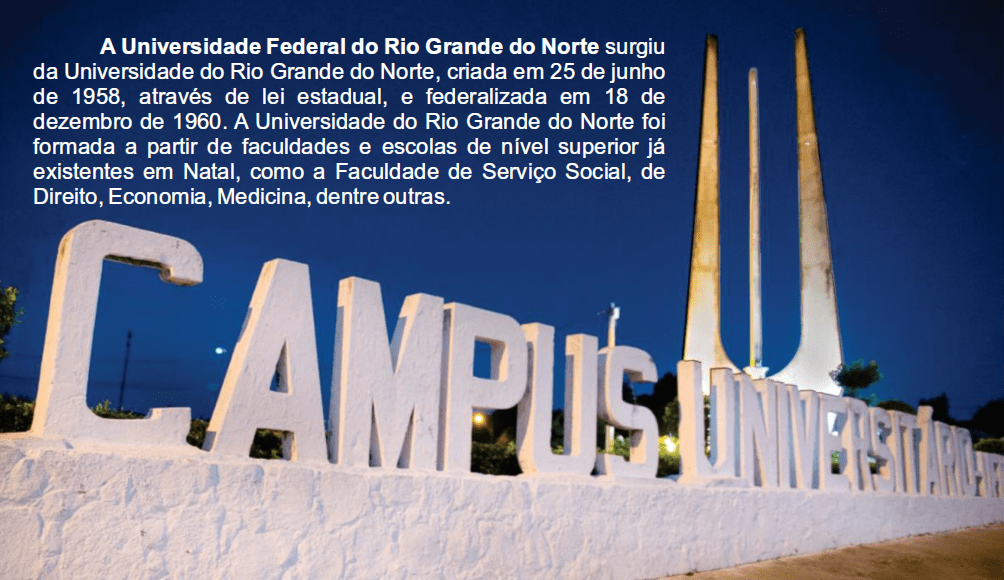 A Universidade Federal do Rio Grande do Norte surgiu
da Universidade do Rio Grande do Norte, criada em 25 de junho
de 1958, através de lei estadual, e federalizada em 18 de
dezembro de 1960. A Universidade do Rio Grande do Norte foi
formada a partir de faculdades e escolas de nível superior já
existentes em Natal, como a Faculdade de Serviço Social, de
Direito, Economia, Medicina, dentre outras.
CAMPUS UNIVERSITÁRIO